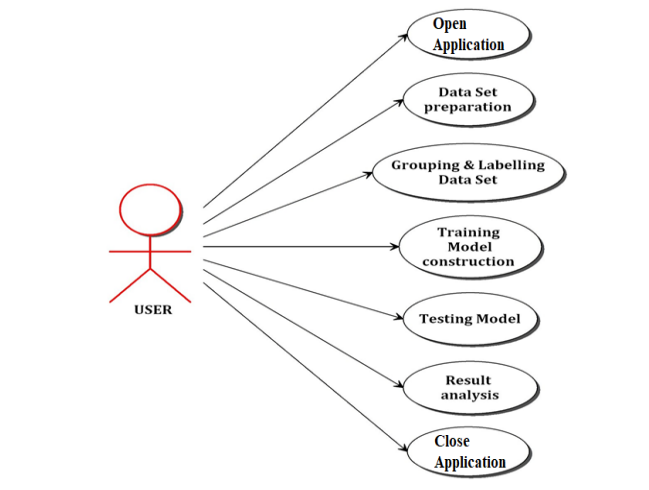 Open
Application
Data Set
preparation
Grouping & Labelling
Data Set
Training
Model
construction
Testing Model
Result
analysis
Close
Application
USER